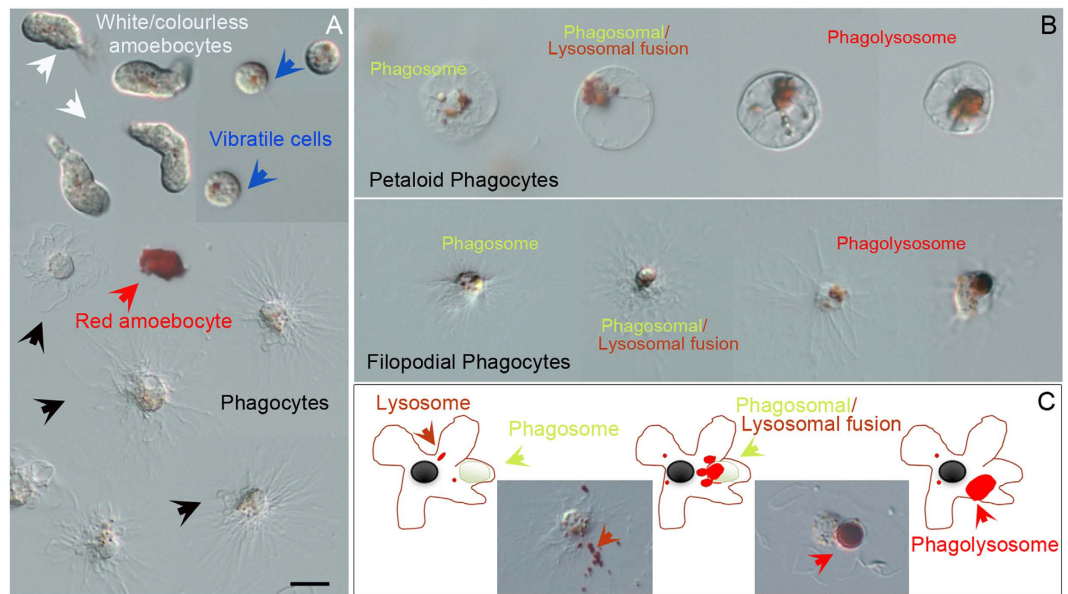 A
White/colourless
amoebocytes
Vibratile cells
Red amoebocyte
Phagocytes
B
Phagosome
Phagosomal/
Lysosomal fusion
Phagolysosome
Petaloid Phagocytes
Phagosome
Phagosomal/
Lysosomal fusion
Phagolysosome
Filopodial Phagocytes
C
Lysosome
Phagosome
Phagosomal/
Lysosomal fusion
Phagolysosome